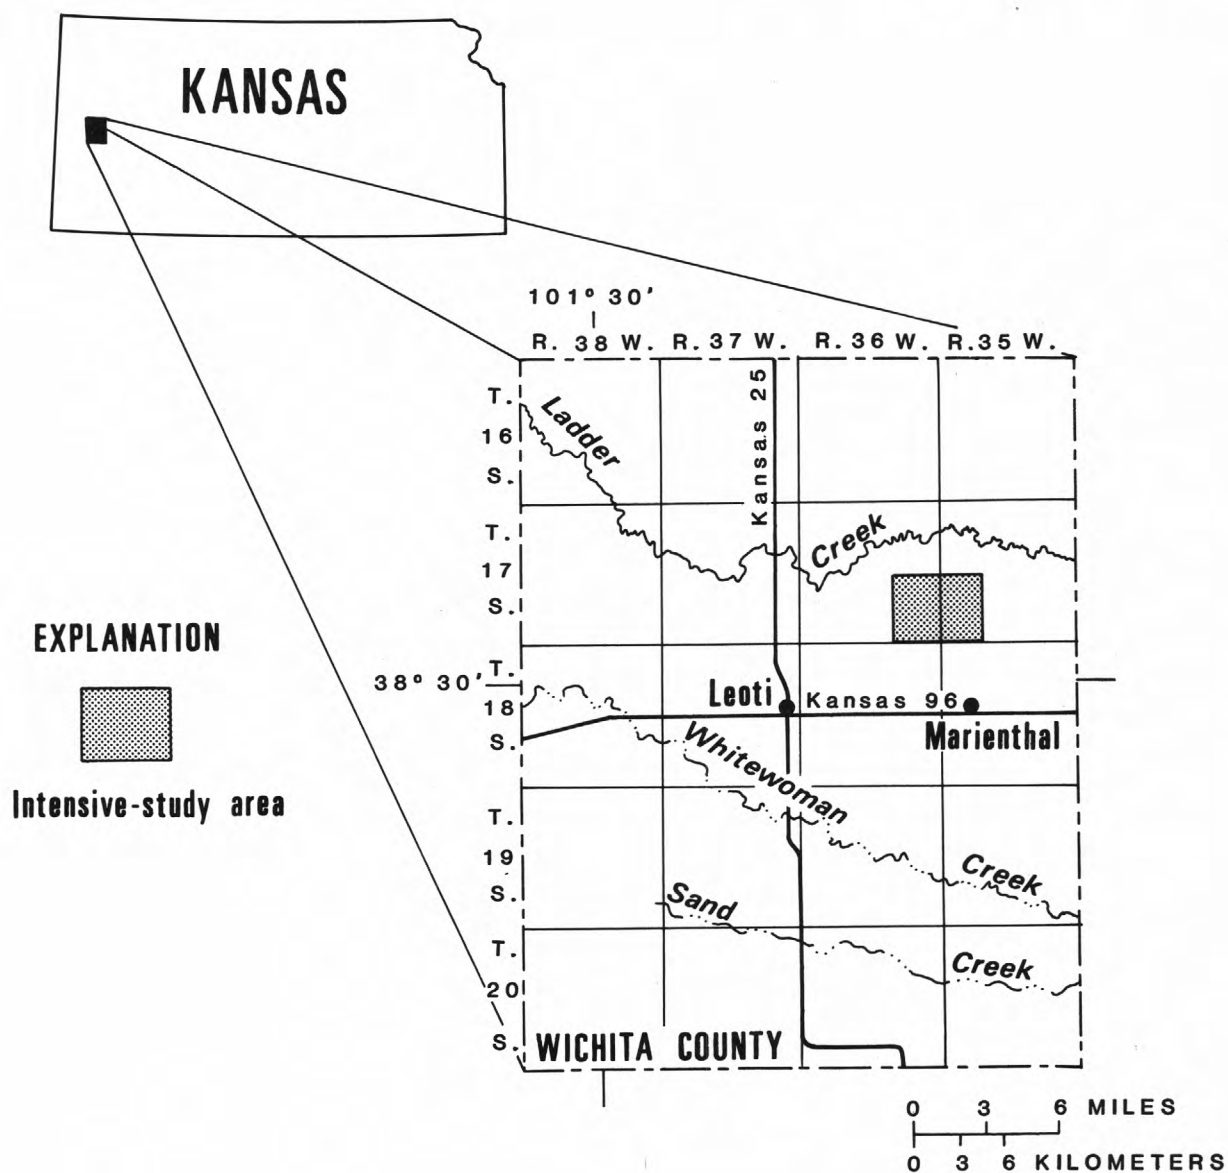 KANSAS
101° 30'
R. 38 W. R.37 W. R.36 W. R.35 W.
T.
16
S.
Ladder
Creek
Kansas 25
T.
17
S.
EXPLANATION
Intensive-study area
38° 30'
T.
18
S.
Leoti
Kansas 96
Marienthal
Whitewoman
Creek
T.
19
S.
Sand
Creek
T.
20
S.
WICHITA COUNTY
0 3 6 MILES
0 3 6 KILOMETERS